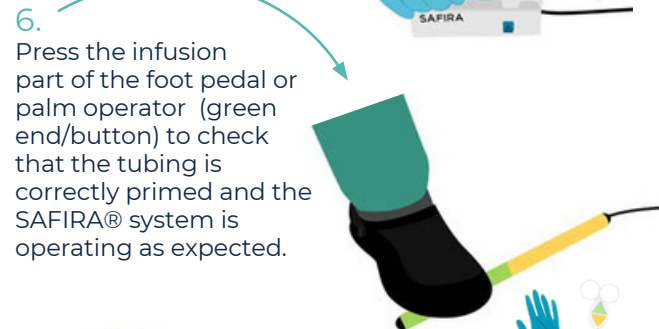 SAFIRA
6.
Press the infusion
part of the foot pedal or
palm operator (green
end/button) to check
that the tubing is
correctly primed and the
SAFIRA® system is
operating as expected.